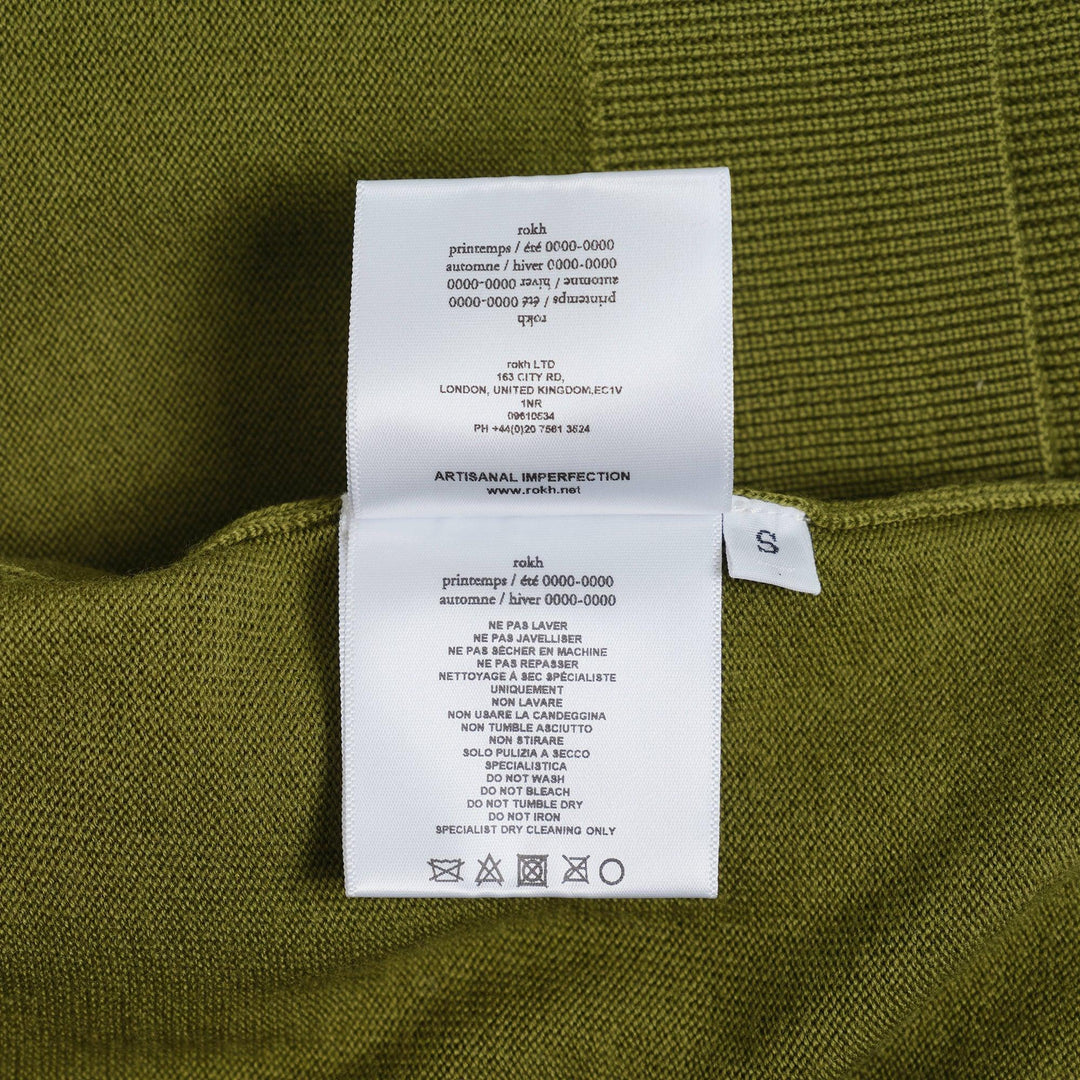 rokh
printemps / été 0000-0000
automne / hiver 0000-0000
automne / hiver 0000-0000
printemps / été 0000-0000
rokh
rokh LTD
163 CITY RD,
LONDON, UNITED KINGDOM,EC1V
1NR
09610634
PH +44(0)20 7561 3624
ARTISANAL IMPERFECTION
www.rokh.net
S
rokh
printemps / été 0000-0000
automne / hiver 0000-0000
NE PAS LAVER
NE PAS JAVELLISER
NE PAS SÈCHER EN MACHINE
NE PAS REPASSER
NETTOYAGE À SEC SPÉCIALISTE
UNIQUEMENT
NON LAVARE
NON USARE LA CANDEGGINA
NON TUMBLE ASCIUTTO
NON STIRARE
SOLO PULIZIA A SECCO
SPECIALISTICA
DO NOT WASH
DO NOT BLEACH
DO NOT TUMBLE DRY
DO NOT IRON
SPECIALIST DRY CLEANING ONLY